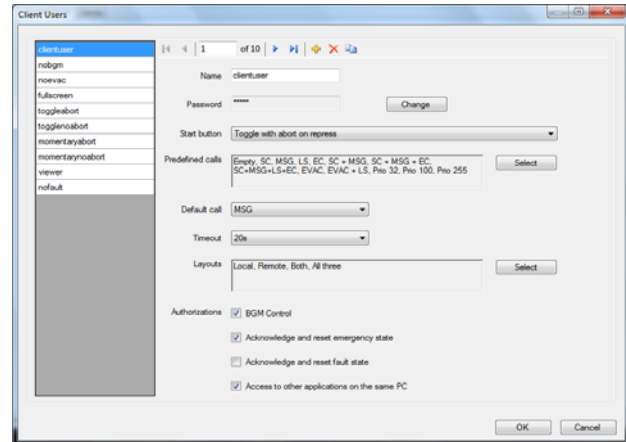 Client Users
clientuser
nobgm
noevac
fullscreen
toggleabort
togglenoabort
momentaryabort
momentarynoabort
viewer
nofault
1 of 10
Name clientuser
Password ***** Change
Start button Toggle with abort on repress
Predefined calls Empty, SC, MSG, LS, EC, SC + MSG, SC + MSG + EC,
SC+MSG+LS+EC, EVAC, EVAC + LS, Prio 32, Prio 100, Prio 255
Select
Default call MSG
Timeout 20s
Layouts Local, Remote, Both, All three Select
Authorizations BGM Control
Acknowledge and reset emergency state
Acknowledge and reset fault state
Access to other applications on the same PC
OK Cancel